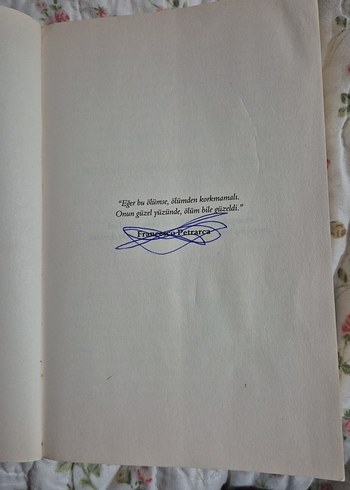 “Eğer bu ölümse, ölümden korkmamalı.
Onun güzel yüzünde, ölüm bile güzeldi.”
Francesco Petrarca